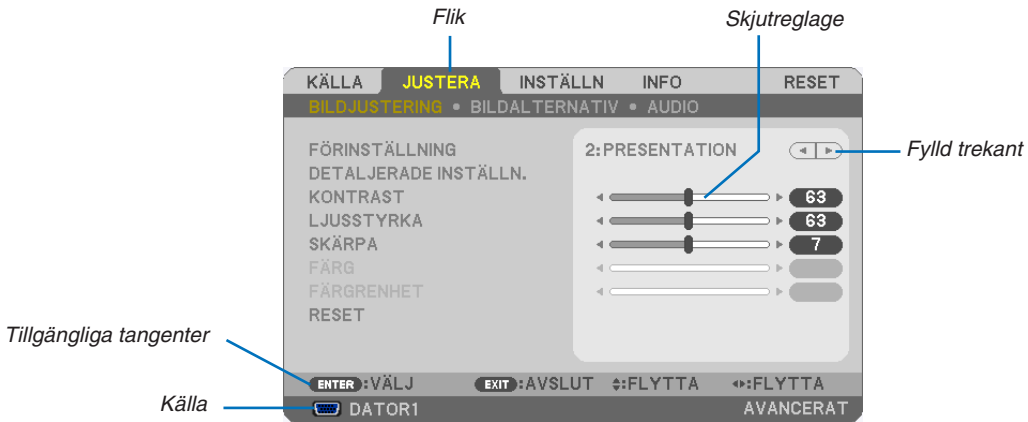 Flik
Skjutreglage
KÄLLA JUSTERA INSTÄLLN INFO RESET
BILDJUSTERING • BILDALTERNATIV • AUDIO
FÖRINSTÄLLNING 2:PRESENTATION
Fylld trekant
DETALJERADE INSTÄLLN.
KONTRAST 63
LJUSSTYRKA 63
SKÄRPA 7
FÄRG
FÄRGRENHET
RESET
Tillgängliga tangenter
ENTER:VÄLJ EXIT:AVSLUT :FLYTTA :FLYTTA
Källa
DATOR1 AVANCERAT